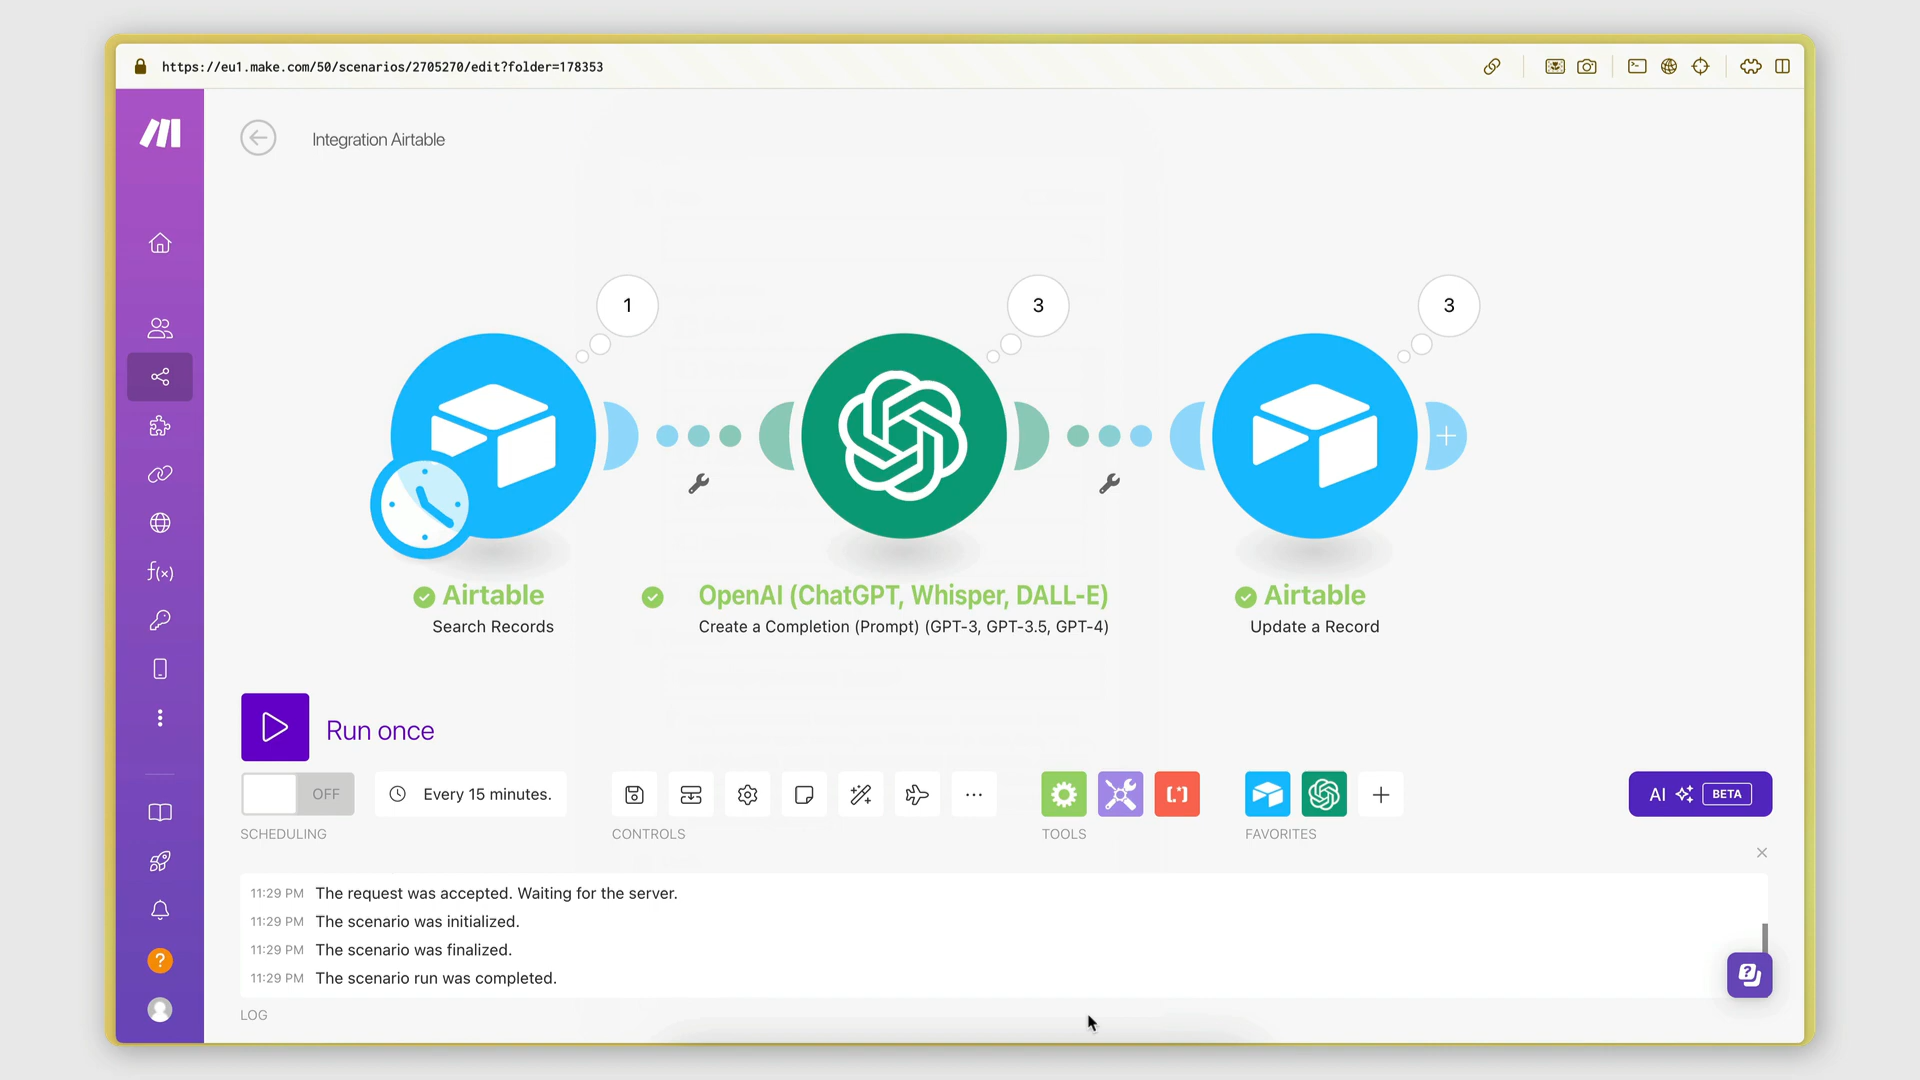 https://eu1.make.com/50/scenarios/2705270/edit?folder=178353
Integration Airtable
1
3
3
Airtable
Search Records
OpenAI (ChatGPT, Whisper, DALL-E)
Create a Completion (Prompt) (GPT-3, GPT-3.5, GPT-4)
Airtable
Update a Record
Run once
OFF
Every 15 minutes.
AI
BETA
SCHEDULING
CONTROLS
TOOLS
FAVORITES
11:29 PM The request was accepted. Waiting for the server.
11:29 PM The scenario was initialized.
11:29 PM The scenario was finalized.
11:29 PM The scenario run was completed.
LOG